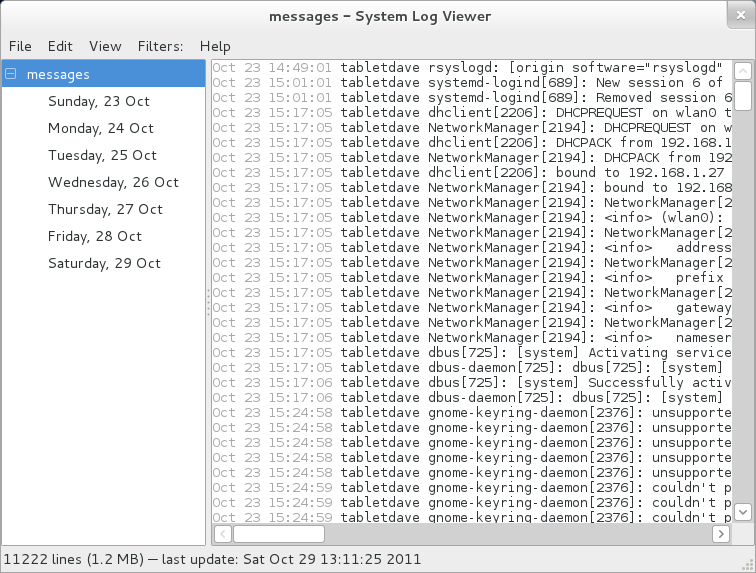 messages – System Log Viewer
File Edit View Filters: Help
messages
Sunday, 23 Oct
Monday, 24 Oct
Tuesday, 25 Oct
Wednesday, 26 Oct
Thursday, 27 Oct
Friday, 28 Oct
Saturday, 29 Oct
Oct 23 14:49:01 tabletdave rsyslogd: [origin software="rsyslogd"
Oct 23 15:01:01 tabletdave systemd-logind[689]: New session 6 of
Oct 23 15:01:01 tabletdave systemd-logind[689]: Removed session 6
Oct 23 15:17:05 tabletdave dhclient[2206]: DHCPREQUEST on wlan0 t
Oct 23 15:17:05 tabletdave NetworkManager[2194]: DHCPREQUEST on w
Oct 23 15:17:05 tabletdave dhclient[2206]: DHCPACK from 192.168.1
Oct 23 15:17:05 tabletdave NetworkManager[2194]: DHCPACK from 192
Oct 23 15:17:05 tabletdave dhclient[2206]: bound to 192.168.1.27
Oct 23 15:17:05 tabletdave NetworkManager[2194]: bound to 192.168
Oct 23 15:17:05 tabletdave NetworkManager[2194]: NetworkManager[2
Oct 23 15:17:05 tabletdave NetworkManager[2194]: <info> (wlan0):
Oct 23 15:17:05 tabletdave NetworkManager[2194]: NetworkManager[2
Oct 23 15:17:05 tabletdave NetworkManager[2194]: <info>   address
Oct 23 15:17:05 tabletdave NetworkManager[2194]: NetworkManager[2
Oct 23 15:17:05 tabletdave NetworkManager[2194]: <info>   prefix
Oct 23 15:17:05 tabletdave NetworkManager[2194]: NetworkManager[2
Oct 23 15:17:05 tabletdave NetworkManager[2194]: <info>   gateway
Oct 23 15:17:05 tabletdave NetworkManager[2194]: NetworkManager[2
Oct 23 15:17:05 tabletdave NetworkManager[2194]: <info>   nameser
Oct 23 15:17:05 tabletdave dbus[725]: [system] Activating service
Oct 23 15:17:05 tabletdave dbus-daemon[725]: dbus[725]: [system]
Oct 23 15:17:06 tabletdave dbus[725]: [system] Successfully activ
Oct 23 15:17:06 tabletdave dbus-daemon[725]: dbus[725]: [system]
Oct 23 15:24:58 tabletdave gnome-keyring-daemon[2376]: unsupporte
Oct 23 15:24:58 tabletdave gnome-keyring-daemon[2376]: unsupporte
Oct 23 15:24:58 tabletdave gnome-keyring-daemon[2376]: unsupporte
Oct 23 15:24:58 tabletdave gnome-keyring-daemon[2376]: unsupporte
Oct 23 15:24:58 tabletdave gnome-keyring-daemon[2376]: unsupporte
Oct 23 15:24:59 tabletdave gnome-keyring-daemon[2376]: couldn't p
Oct 23 15:24:59 tabletdave gnome-keyring-daemon[2376]: couldn't p
Oct 23 15:24:59 tabletdave gnome-keyring-daemon[2376]: couldn't p
11222 lines (1.2 MB) – last update: Sat Oct 29 13:11:25 2011